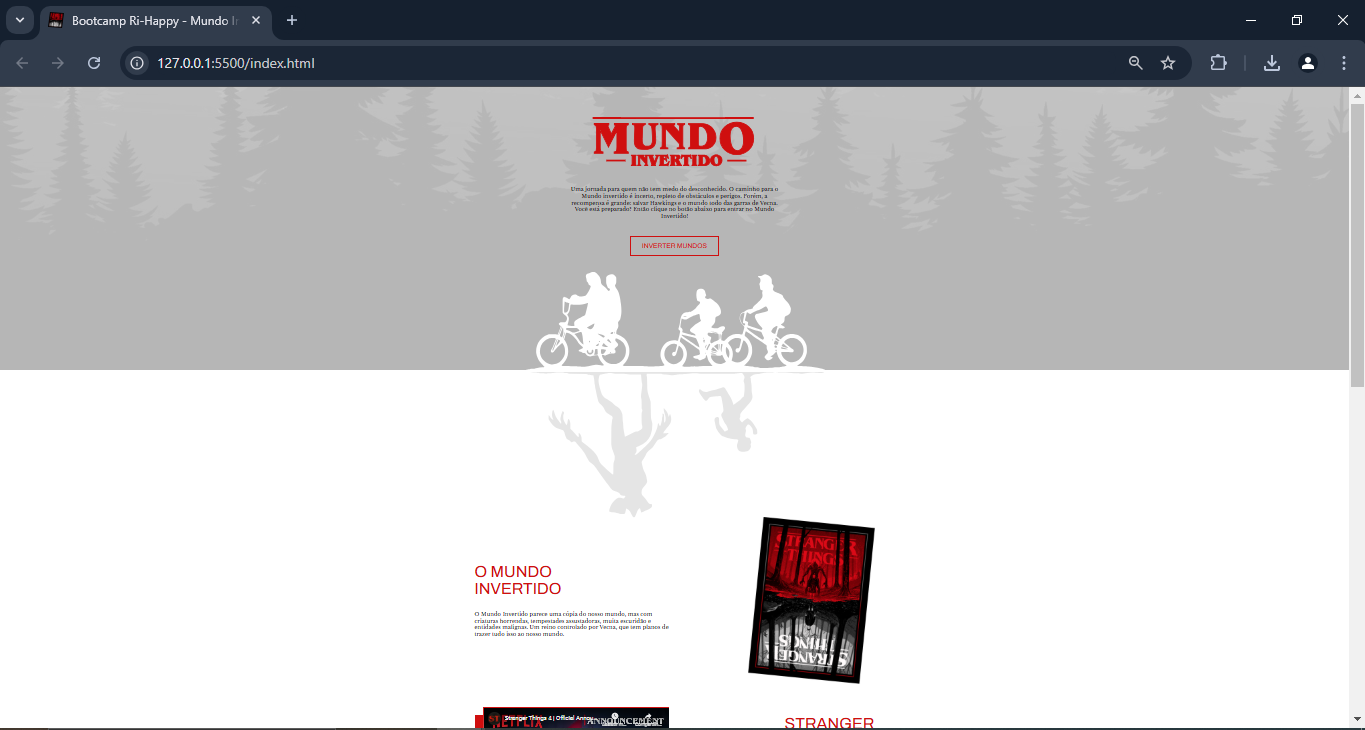 Bootcamp Ri-Happy - Mundo In
127.0.0.1:5500/index.html
MUNDO
INVERTIDO
Uma jornada para quem não tem medo do desconhecido. O caminho para o
Mundo invertido é incerto, repleto de obstáculos e perigos. Porém, a
recompensa é grande: salvar Hawkings e o mundo todo das garras de Vecna.
Você está preparado? Então clique no botão abaixo para entrar no Mundo
Invertido!
INVERTER MUNDOS
O MUNDO
INVERTIDO
O Mundo Invertido parece uma cópia do nosso mundo, mas com
criaturas horrendas, tempestades assustadoras, muita escuridão e
entidades malignas. Um reino controlado por Vecna, que tem planos de
trazer tudo isso ao nosso mundo.
STRANGER
THINGS
STRANGER
THINGS
ST
Stranger Things 4 | Official Annou
NETFLIX
ANNOUNCEMENT
STRANGER